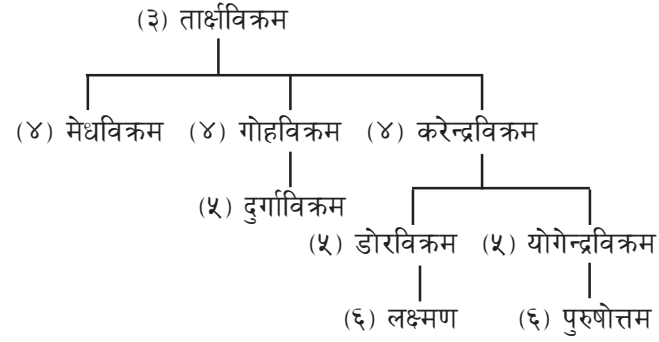 (३) तार्क्षविक्रम
(४) मेधविक्रम (४) गोहविक्रम (४) करेन्द्रविक्रम
(५) दुर्गाविक्रम
(५) डोरविक्रम (५) योगेन्द्रविक्रम
(६) लक्ष्मण (६) पुरुषोत्तम